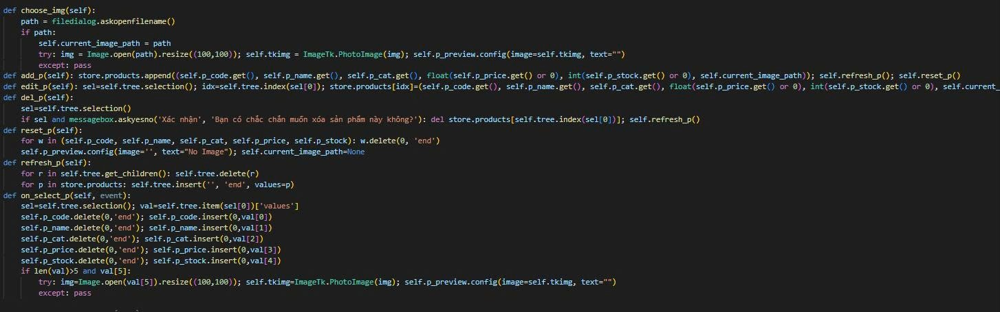 def choose_img(self):
    path = filedialog.askopenfilename()
    if path:
        self.current_image_path = path
        try: img = Image.open(path).resize((100,100)); self.tkimg = ImageTk.PhotoImage(img); self.p_preview.config(image=self.tkimg, text="")
        except: pass
def add_p(self): store.products.append((self.p_code.get(), self.p_name.get(), self.p_cat.get(), float(self.p_price.get() or 0), int(self.p_stock.get() or 0), self.current_image_path)); self.refresh_p(); self.reset_p()
def edit_p(self): sel=self.tree.selection(); idx=self.tree.index(sel[0]); store.products[idx]=(self.p_code.get(), self.p_name.get(), self.p_cat.get(), float(self.p_price.get() or 0), int(self.p_stock.get() or 0), self.current_
def del_p(self):
    sel=self.tree.selection()
    if sel and messagebox.askyesno('Xác nhận', 'Bạn có chắc chắn muốn xóa sản phẩm này không?'): del store.products[self.tree.index(sel[0])]; self.refresh_p()
def reset_p(self):
    for w in (self.p_code, self.p_name, self.p_cat, self.p_price, self.p_stock): w.delete(0, 'end')
    self.p_preview.config(image='', text="No Image"); self.current_image_path=None
def refresh_p(self):
    for r in self.tree.get_children(): self.tree.delete(r)
    for p in store.products: self.tree.insert('', 'end', values=p)
def on_select_p(self, event):
    sel=self.tree.selection(); val=self.tree.item(sel[0])['values']
    self.p_code.delete(0,'end'); self.p_code.insert(0,val[0])
    self.p_name.delete(0,'end'); self.p_name.insert(0,val[1])
    self.p_cat.delete(0,'end'); self.p_cat.insert(0,val[2])
    self.p_price.delete(0,'end'); self.p_price.insert(0,val[3])
    self.p_stock.delete(0,'end'); self.p_stock.insert(0,val[4])
    if len(val)>5 and val[5]:
        try: img=Image.open(val[5]).resize((100,100)); self.tkimg=ImageTk.PhotoImage(img); self.p_preview.config(image=self.tkimg, text="")
        except: pass